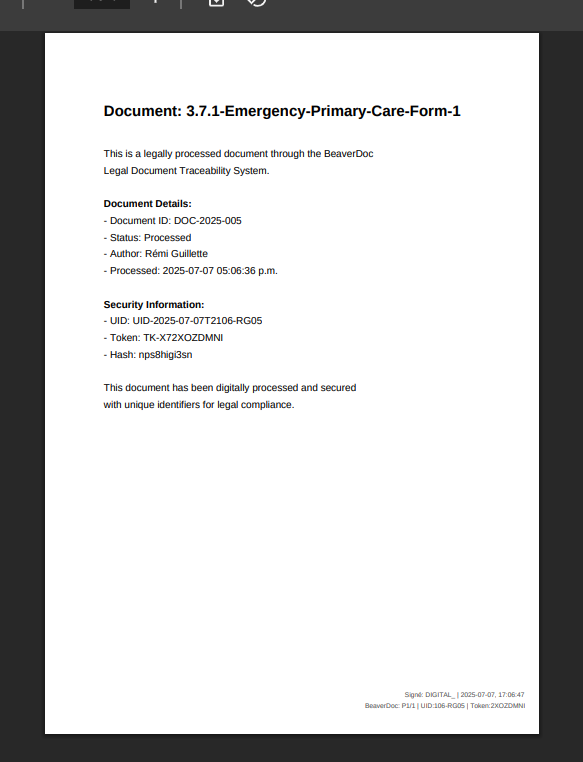 Document: 3.7.1-Emergency-Primary-Care-Form-1
This is a legally processed document through the BeaverDoc
Legal Document Traceability System.
Document Details:
- Document ID: DOC-2025-005
- Status: Processed
- Author: Rémi Guillette
- Processed: 2025-07-07 05:06:36 p.m.
Security Information:
- UID: UID-2025-07-07T2106-RG05
- Token: TK-X72XOZDMNI
- Hash: nps8higi3sn
This document has been digitally processed and secured
with unique identifiers for legal compliance.
Signé: DIGITAL_ | 2025-07-07, 17:06:47
BeaverDoc: P1/1 | UID:106-RG05 | Token:2XOZDMNI